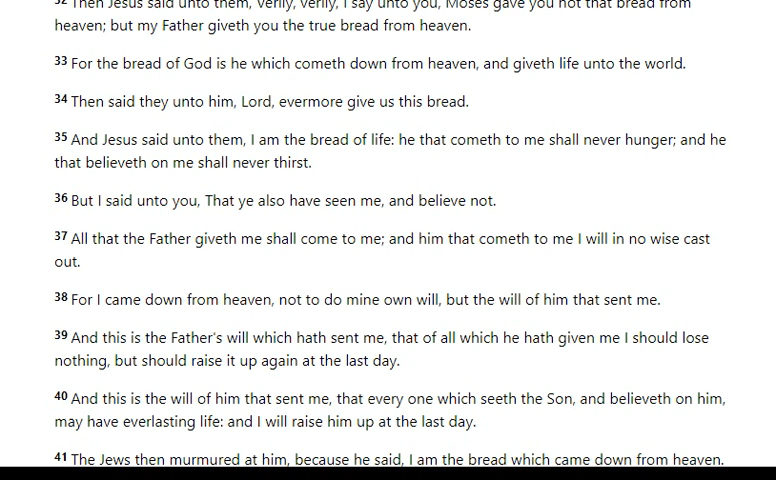 32 Then Jesus said unto them, Verily, verily, I say unto you, Moses gave you not that bread from
heaven; but my Father giveth you the true bread from heaven.
33 For the bread of God is he which cometh down from heaven, and giveth life unto the world.
34 Then said they unto him, Lord, evermore give us this bread.
35 And Jesus said unto them, I am the bread of life: he that cometh to me shall never hunger; and he
that believeth on me shall never thirst.
36 But I said unto you, That ye also have seen me, and believe not.
37 All that the Father giveth me shall come to me; and him that cometh to me I will in no wise cast
out.
38 For I came down from heaven, not to do mine own will, but the will of him that sent me.
39 And this is the Father's will which hath sent me, that of all which he hath given me I should lose
nothing, but should raise it up again at the last day.
40 And this is the will of him that sent me, that every one which seeth the Son, and believeth on him,
may have everlasting life: and I will raise him up at the last day.
41 The Jews then murmured at him, because he said, I am the bread which came down from heaven.